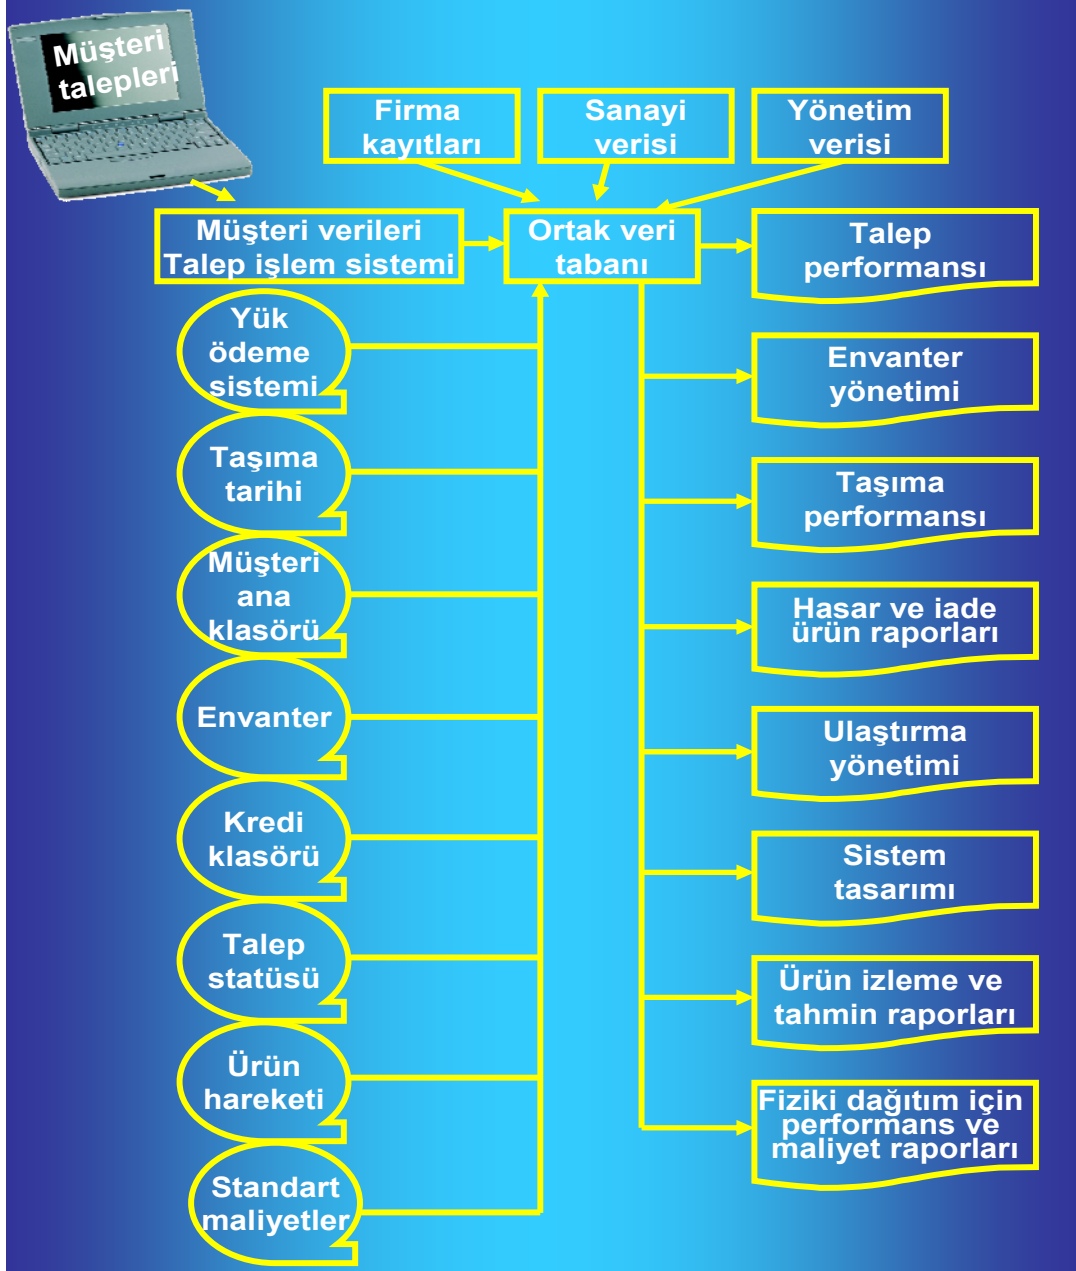 Müşteri
talepleri
Firma
kayıtları
Sanayi
verisi
Yönetim
verisi
Müşteri verileri
Talep işlem sistemi
Ortak veri
tabanı
Talep
performansı
Yük
ödeme
sistemi
Envanter
yönetimi
Taşıma
tarihi
Taşıma
performansı
Müşteri
ana
klasörü
Hasar ve iade
ürün raporları
Envanter
Ulaştırma
yönetimi
Kredi
klasörü
Sistem
tasarımı
Talep
statüsü
Ürün izleme ve
tahmin raporları
Ürün
hareketi
Fiziki dağıtım için
performans ve
maliyet raporları
Standart
maliyetler